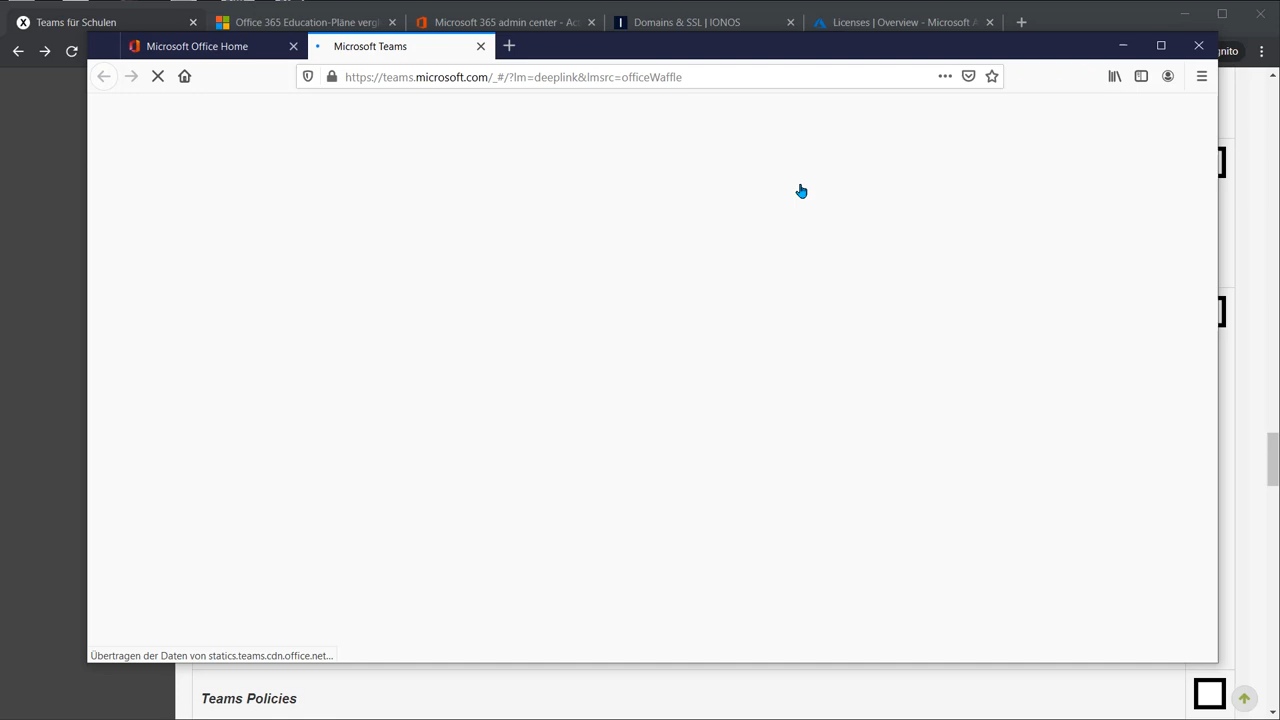 Teams für Schulen
Office 365 Education-Pläne vergl
Microsoft 365 admin center - Ac
Domains & SSL | IONOS
Licenses | Overview - Microsoft A
Microsoft Office Home
Microsoft Teams
gnito
https://teams.microsoft.com/_#/?lm=deeplink&lmsrc=officeWaffle
Übertragen der Daten von statics.teams.cdn.office.net...
Teams Policies